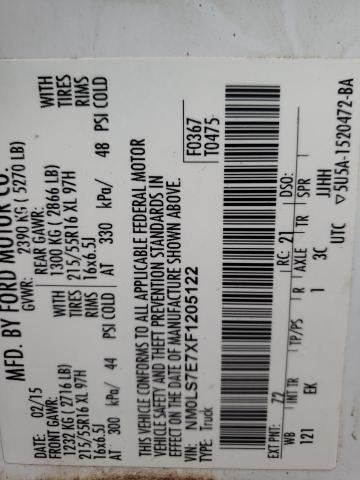 MFD. BY FORD MOTOR CO.
DATE: 02/15 GVWR: 2390 KG ( 5270 LB)
FRONT GAWR: REAR GAWR: WITH
1232 KG ( 2716 LB) 1300 KG ( 2866 LB) TIRES
215/55R16 XL 97H 215/55R16 XL 97H RIMS
16x6.5J 16x6.5J
AT 300 kPa/ 44 PSI COLD AT 330 kPa/ 48 PSI COLD
WITH
TIRES
RIMS
THIS VEHICLE CONFORMS TO ALL APPLICABLE FEDERAL MOTOR
VEHICLE SAFETY AND THEFT PREVENTION STANDARDS IN
EFFECT ON THE DATE OF MANUFACTURE SHOWN ABOVE.
VIN: NM0LS7E7XF1205122
TYPE: Truck
F0367
T0475
EXT PNT: Z2 RC: 21 DSO:
WB INT TR TP/PS R AXLE TR SPR
121 EK 1 3C JJHH
UTC ▽5U5A-1520472-BA